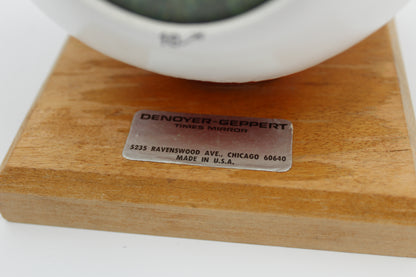 DENOYER-GEPPERT
TIMES MIRROR
5235 RAVENSWOOD AVE., CHICAGO 60640
MADE IN U.S.A.